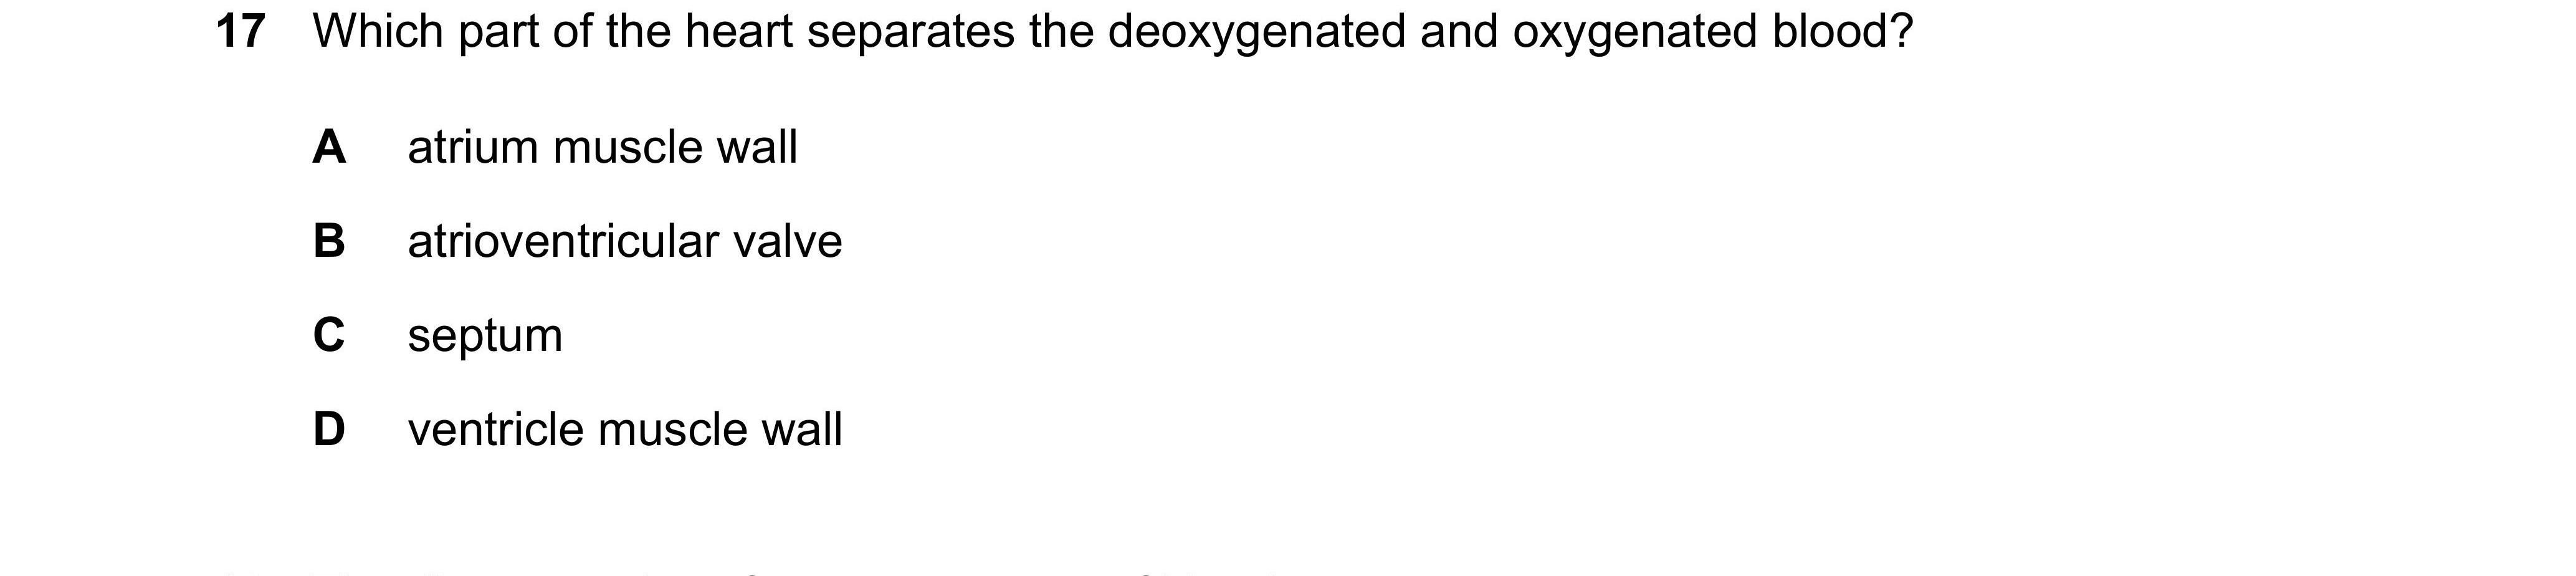 17 Which part of the heart separates the deoxygenated and oxygenated blood?
A atrium muscle wall
B atrioventricular valve
C septum
D ventricle muscle wall